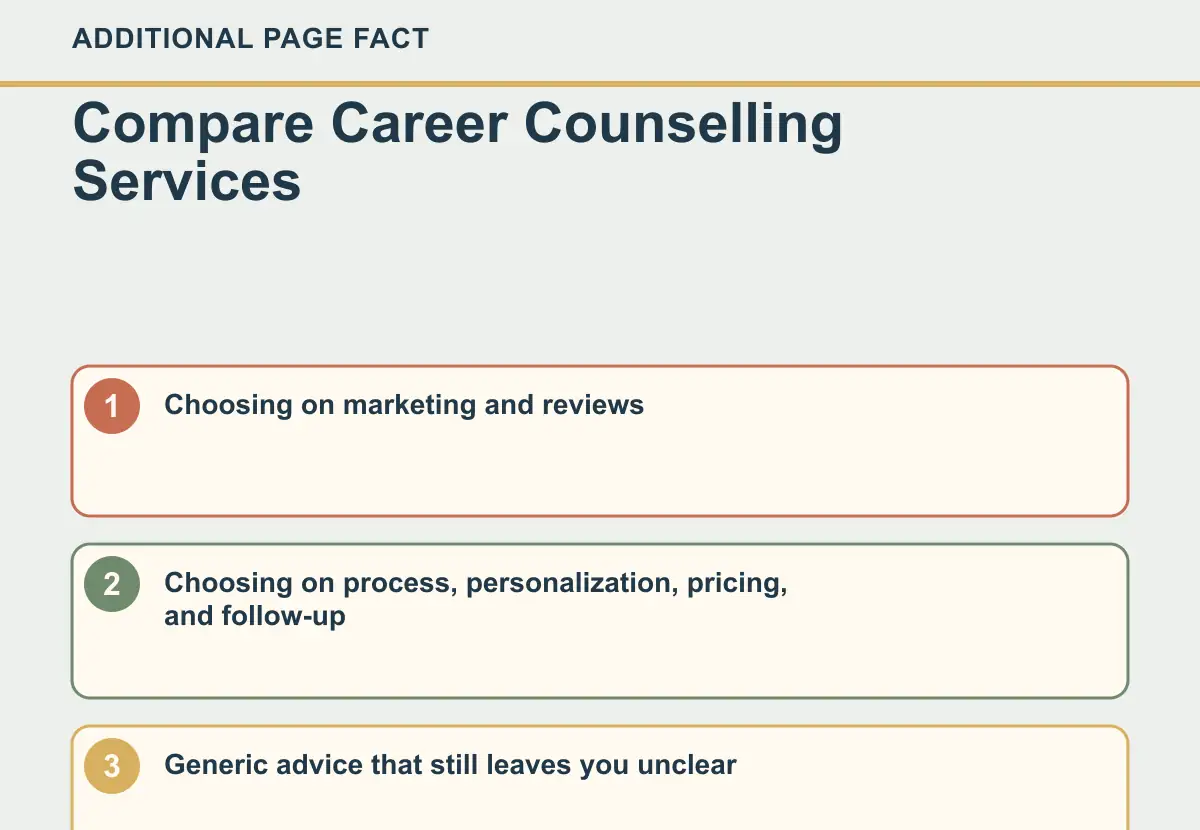 ADDITIONAL PAGE FACT
Compare Career Counselling
Services
1
Choosing on marketing and reviews
2
Choosing on process, personalization, pricing,
and follow-up
3
Generic advice that still leaves you unclear